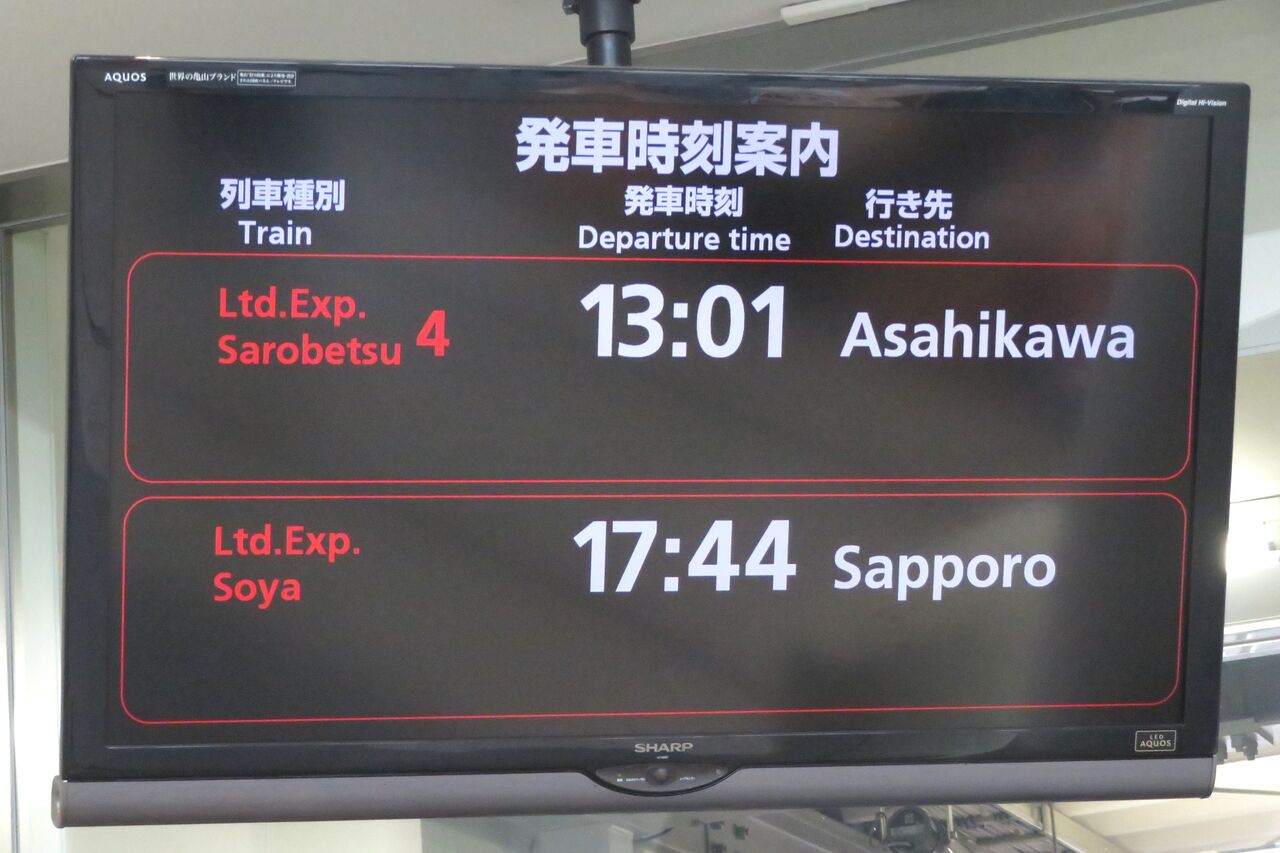 AQUOS
世界の亀山ブランド
Digital Hi-Vision
発車時刻案内
列車種別 発車時刻 行き先
Train Departure time Destination
Ltd.Exp.
Sarobetsu 4 13:01 Asahikawa
Ltd.Exp.
Soya 17:44 Sapporo
SHARP
LED
AQUOS